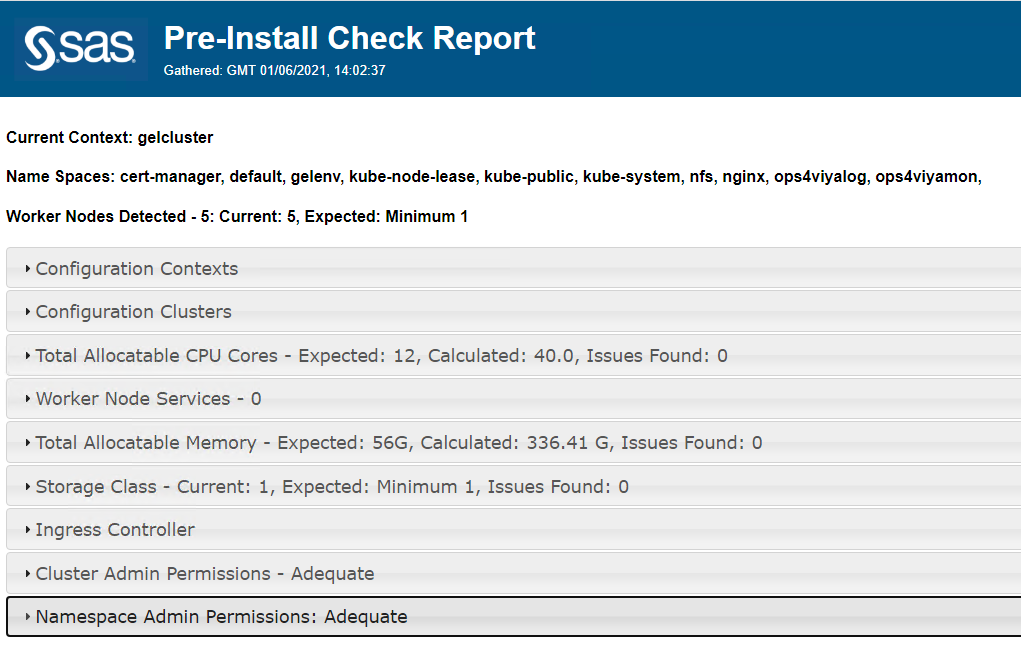 sas
Pre-Install Check Report
Gathered: GMT 01/06/2021, 14:02:37
Current Context: gelcluster
Name Spaces: cert-manager, default, gelenv, kube-node-lease, kube-public, kube-system, nfs, nginx, ops4viyalog, ops4viyamon,
Worker Nodes Detected - 5: Current: 5, Expected: Minimum 1
Configuration Contexts
Configuration Clusters
Total Allocatable CPU Cores - Expected: 12, Calculated: 40.0, Issues Found: 0
Worker Node Services - 0
Total Allocatable Memory - Expected: 56G, Calculated: 336.41 G, Issues Found: 0
Storage Class - Current: 1, Expected: Minimum 1, Issues Found: 0
Ingress Controller
Cluster Admin Permissions - Adequate
Namespace Admin Permissions: Adequate